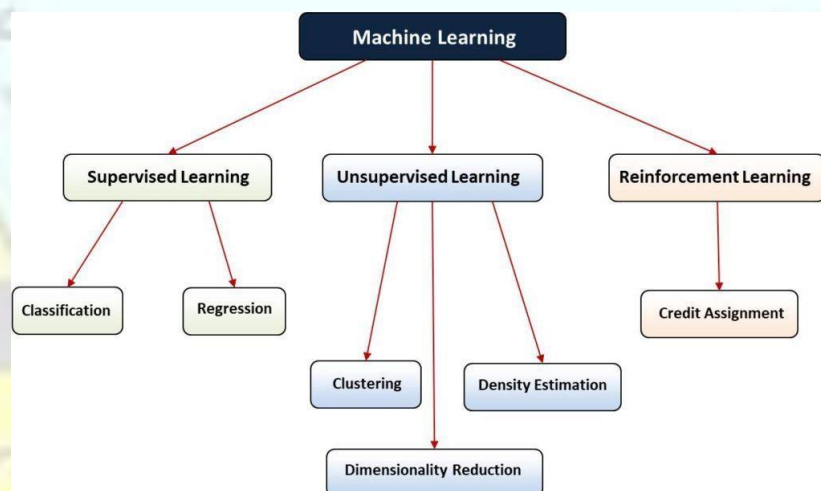 Machine Learning
Supervised Learning
Unsupervised Learning
Reinforcement Learning
Classification
Regression
Credit Assignment
Clustering
Density Estimation
Dimensionality Reduction